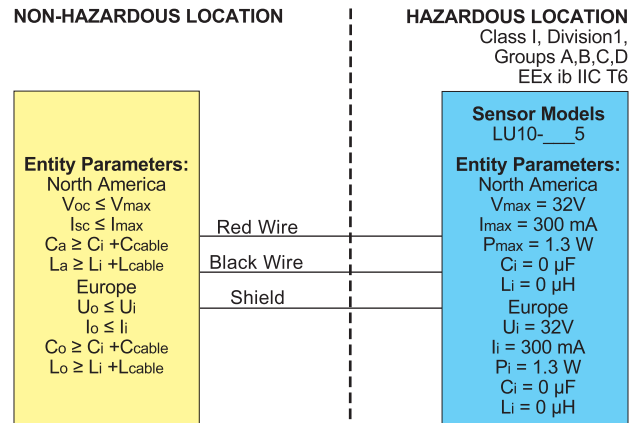 NON-HAZARDOUS LOCATION
HAZARDOUS LOCATION
Class I, Division1,
Groups A,B,C,D
EEx ib IIC T6
Entity Parameters:
North America
Voc ≤ Vmax
Isc ≤ Imax
Ca ≥ Ci +Ccable
La ≥ Li +Lcable
Europe
Uo ≤ Ui
Io ≤ Ii
Co ≥ Ci +Ccable
Lo ≥ Li +Lcable
Red Wire
Black Wire
Shield
Sensor Models
LU10-___5
Entity Parameters:
North America
Vmax = 32V
Imax = 300 mA
Pmax = 1.3 W
Ci = 0 µF
Li = 0 µH
Europe
Ui = 32V
Ii = 300 mA
Pi = 1.3 W
Ci = 0 µF
Li = 0 µH